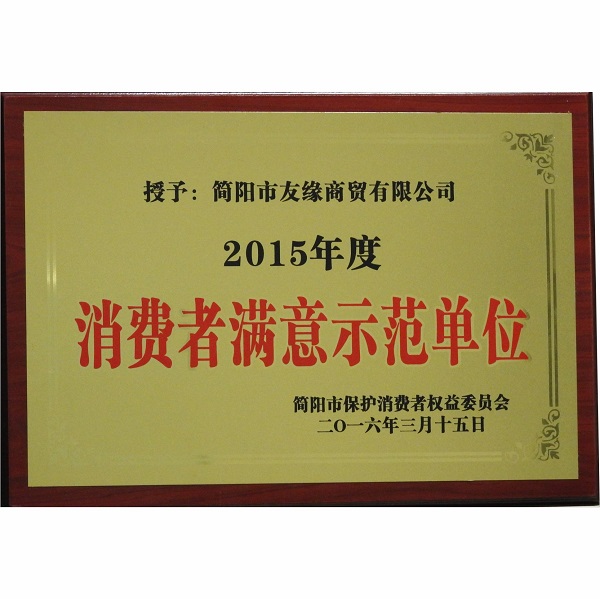 授予：简阳市友缘商贸有限公司
2015年度
消费者满意示范单位
简阳市保护消费者权益委员会
二〇一六年三月十五日